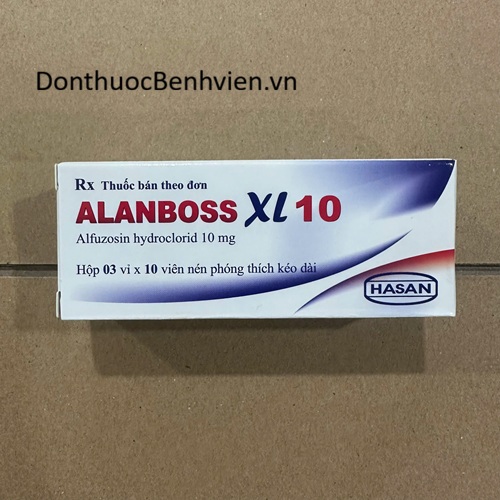 DonthuocBenhvien.vn
Rx Thuốc bán theo đơn
ALANBOSS XL 10
Alfuzosin hydroclorid 10 mg
Hộp 03 vỉ x 10 viên nén phóng thích kéo dài
HASAN